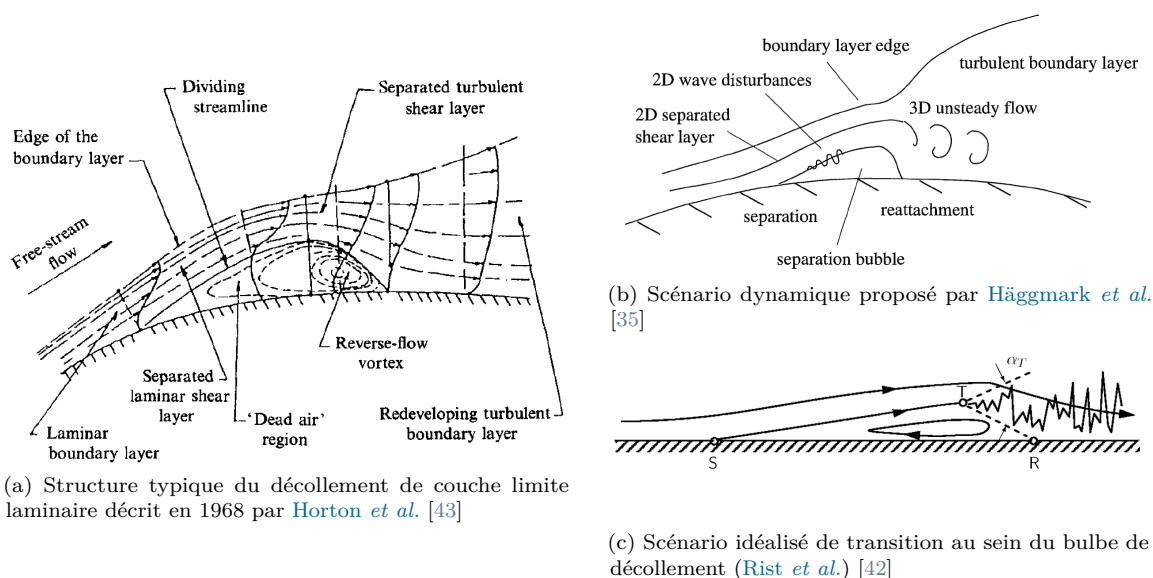 Dividing
streamline
Separated turbulent
shear layer
Edge of the
boundary layer
Free-stream
flow
Reverse-flow
vortex
Separated
laminar shear
layer
'Dead air'
region
Redeveloping turbulent
boundary layer
Laminar
boundary layer
(a) Structure typique du décollement de couche limite
laminaire décrit en 1968 par Horton et al. [43]
boundary layer edge
turbulent boundary layer
2D wave disturbances
3D unsteady flow
2D separated
shear layer
separation
reattachment
separation bubble
(b) Scénario dynamique proposé par Häggmark et al.
[35]
α_T
T
S
R
(c) Scénario idéalisé de transition au sein du bulbe de
décollement (Rist et al.) [42]